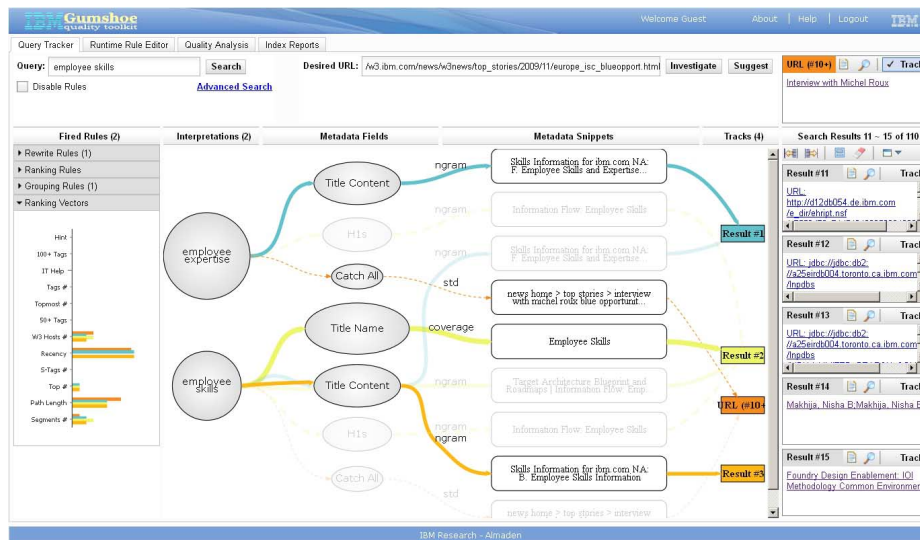 IBM Gumshoe
quality toolkit
Welcome Guest
About | Help | Logout
IBM
Query Tracker
Runtime Rule Editor
Quality Analysis
Index Reports
Query: employee skills
Search
Desired URL: /w3.ibm.com/news/w3news/top_stories/2009/11/europe_isc_blueopport.html
Investigate
Suggest
URL (#10+)
Track
Interview with Michel Roux
Disable Rules
Advanced Search
Fired Rules (2)
Interpretations (2)
Metadata Fields
Metadata Snippets
Tracks (4)
Search Results 11 ~ 15 of 110
Rewrite Rules (1)
Ranking Rules
Grouping Rules (1)
Ranking Vectors
Hint
100+ Tags
IT Help
Tags #
Topmost #
50+ Tags
W3 Hosts #
Recency
S-Tags #
Top #
Path Length
Segments #
employee
expertise
employee
skills
Title Content
H1s
Catch All
Title Name
Title Content
H1s
Catch All
ngram
ngram
ngram
std
coverage
ngram
ngram
ngram
std
Skills Information for ibm.com NA:
F. Employee Skills and Expertise...
Information Flow: Employee Skills
Skills Information for ibm.com NA:
F. Employee Skills and Expertise...
news home > top stories > interview
with michel roux blue opportunit...
Employee Skills
Target Architecture Blueprint and
Roadmaps | Information Flow: Emp...
Information Flow: Employee Skills
Skills Information for ibm.com NA:
B. Employee Skills Information
news home > top stories > interview
Result #1
Result #2
URL (#10+
Result #3
Result #11
Track
URL:
http://d12db054.de.ibm.com
/e_dir/ehript.nsf
Result #12
Track
URL: jdbc://jdbc:db2:
//a25eirdb004.toronto.ca.ibm.com
/lnpdbs
Result #13
Track
URL: jdbc://jdbc:db2:
//a25eirdb004.toronto.ca.ibm.com
/lnpdbs
Result #14
Track
Makhija, Nisha B;Makhija, Nisha B
Result #15
Track
Foundry Design Enablement: IOI
Methodology Common Environmen
IBM Research - Almaden